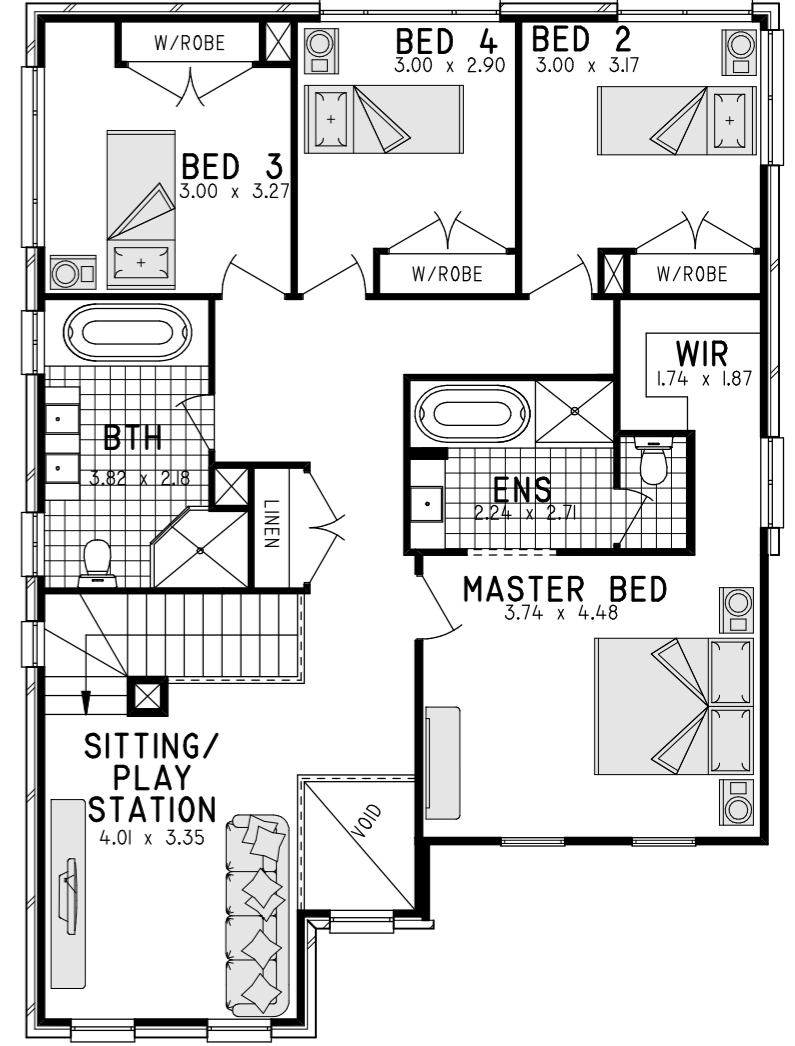 W/ROBE
BED 4
3.00 x 2.90
BED 2
3.00 x 3.17
BED 3
3.00 x 3.27
W/ROBE
W/ROBE
WIR
1.74 x 1.87
BTH
3.82 x 2.18
ENS
2.24 x 2.71
LINEN
MASTER BED
3.74 x 4.48
SITTING/
PLAY
STATION
4.01 x 3.35
VOID